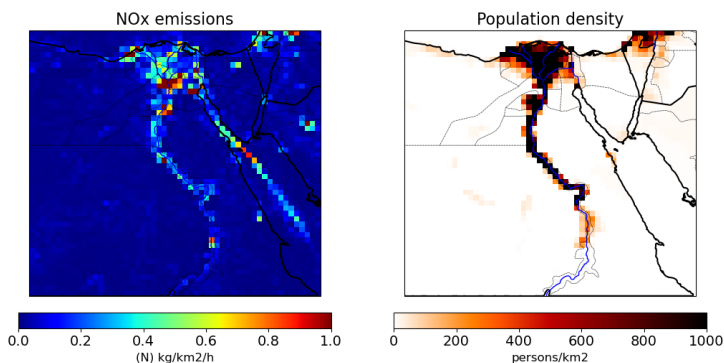 NOx emissions
Population density
0.0 0.2 0.4 0.6 0.8 1.0
(N) kg/km2/h
0 200 400 600 800 1000
persons/km2